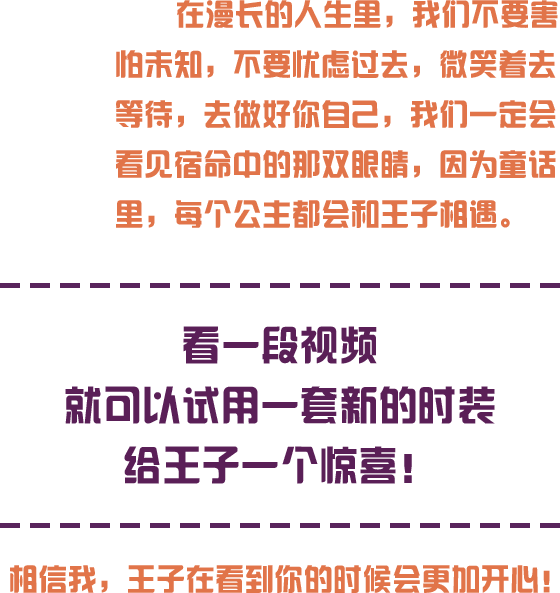 在漫长的人生里，我们不要害
怕未知，不要忧虑过去，微笑着去
等待，去做好你自己，我们一定会
看见宿命中的那双眼睛，因为童话
里，每个公主都会和王子相遇。
看一段视频
就可以试用一套新的时装
给王子一个惊喜！
相信我，王子在看到你的时候会更加开心！